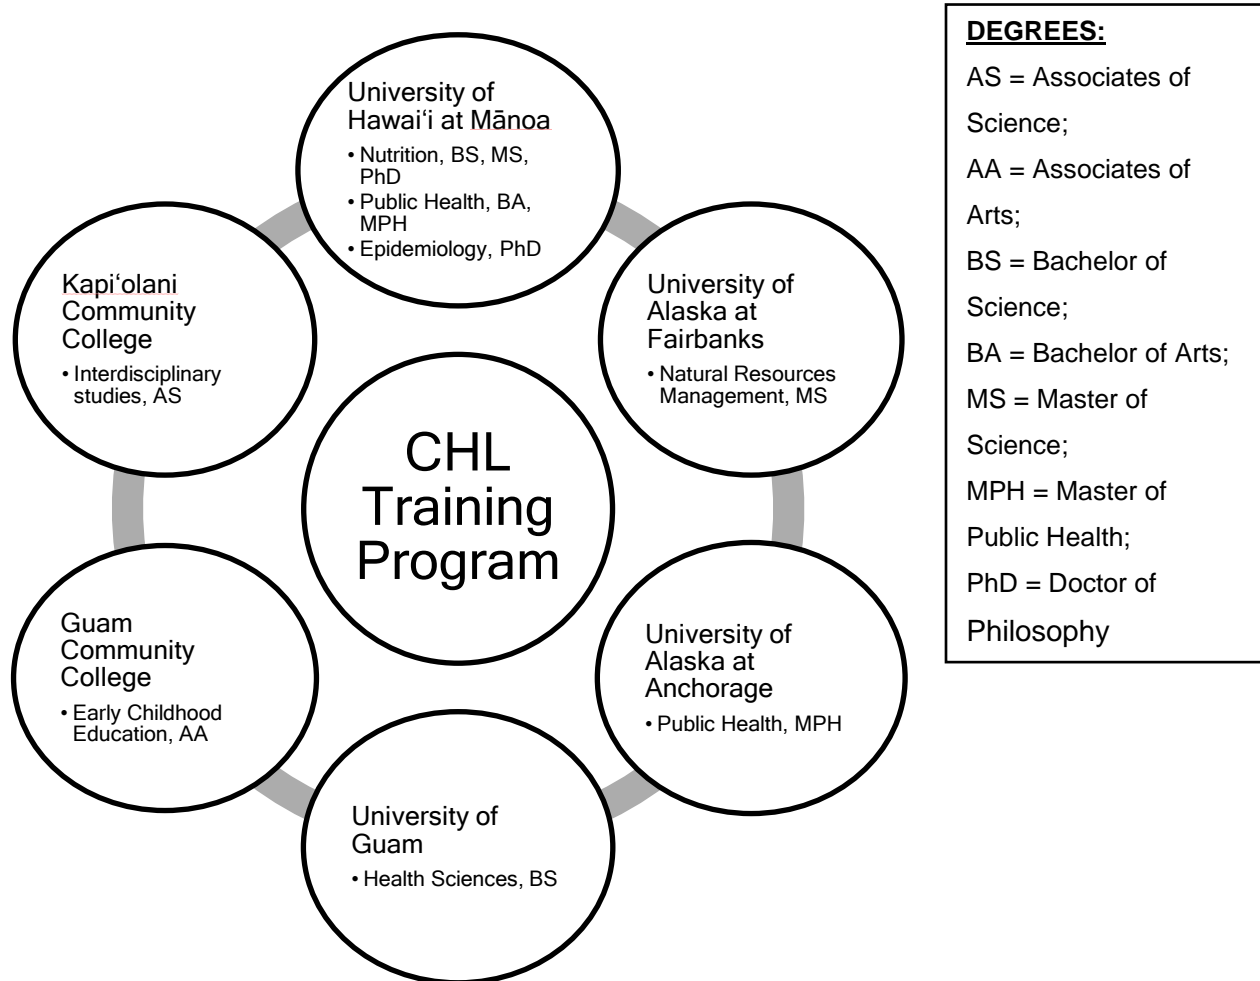 University of
Hawaiʻi at Mānoa
• Nutrition, BS, MS,
PhD
• Public Health, BA,
MPH
• Epidemiology, PhD
University of
Alaska at
Fairbanks
• Natural Resources
Management, MS
University of
Alaska at
Anchorage
• Public Health, MPH
University of
Guam
• Health Sciences, BS
Guam
Community
College
• Early Childhood
Education, AA
Kapiʻolani
Community
College
• Interdisciplinary
studies, AS
CHL
Training
Program
DEGREES:
AS = Associates of
Science;
AA = Associates of
Arts;
BS = Bachelor of
Science;
BA = Bachelor of Arts;
MS = Master of
Science;
MPH = Master of
Public Health;
PhD = Doctor of
Philosophy